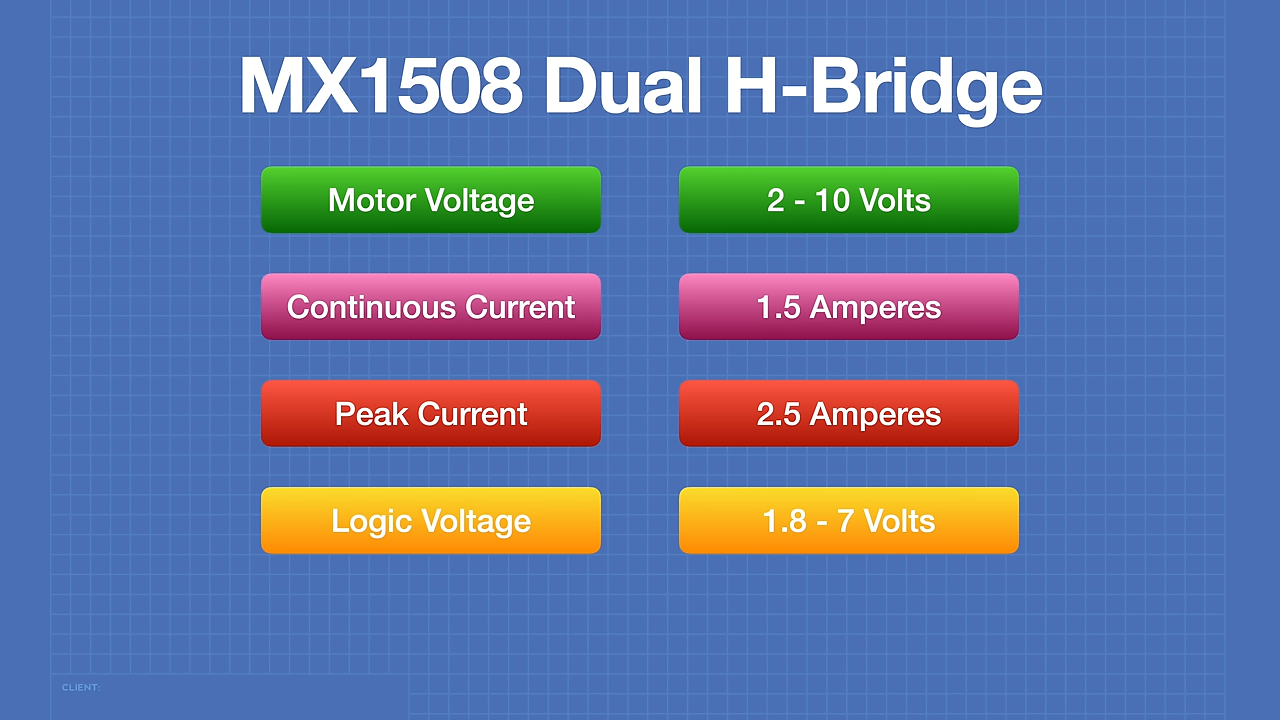 MX1508 Dual H-Bridge
Motor Voltage
2 - 10 Volts
Continuous Current
1.5 Amperes
Peak Current
2.5 Amperes
Logic Voltage
1.8 - 7 Volts
CLIENT: